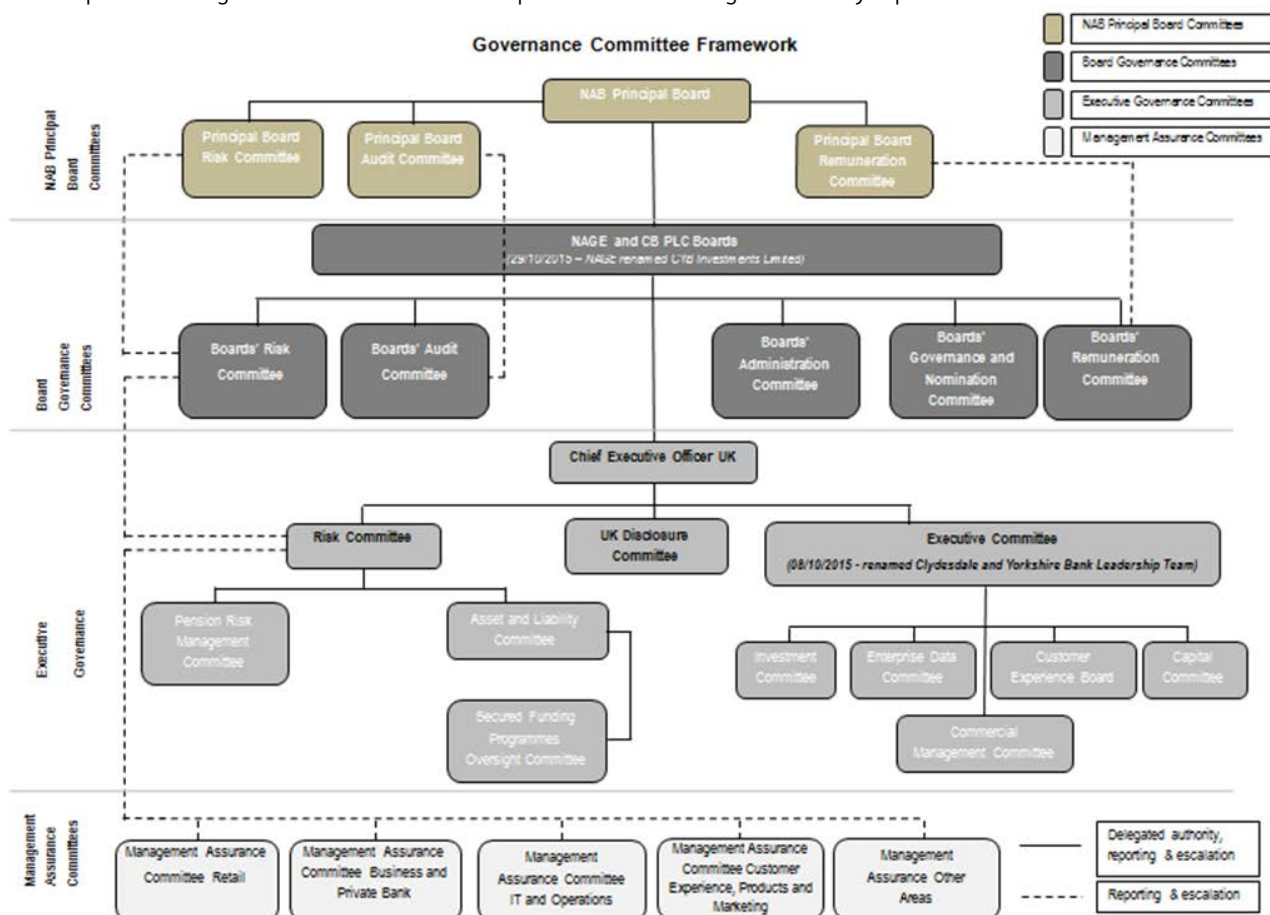 Governance Committee Framework
NAB Principal Board Committees
Board Governance Committees
Executive Governance Committees
Management Assurance Committees
NAB Principal
Board
Committees
NAB Principal Board
Principal Board
Risk Committee
Principal Board
Audit Committee
Principal Board
Remuneration
Committee
Board
Governance
Committees
NAGE and CB PLC Boards
(29/10/2015 – NAGE renamed CYB Investments Limited)
Boards' Risk
Committee
Boards' Audit
Committee
Boards'
Administration
Committee
Boards'
Governance and
Nomination
Committee
Boards'
Remuneration
Committee
Executive
Governance
Chief Executive Officer UK
Risk Committee
UK Disclosure
Committee
Executive Committee
(08/10/2015 - renamed Clydesdale and Yorkshire Bank Leadership Team)
Pension Risk
Management
Committee
Asset and Liability
Committee
Secured Funding
Programmes
Oversight Committee
Investment
Committee
Enterprise Data
Committee
Customer
Experience Board
Capital
Committee
Commercial
Management Committee
Management
Assurance
Committees
Management Assurance
Committee Retail
Management Assurance
Committee Business and
Private Bank
Management
Assurance Committee
IT and Operations
Management Assurance
Committee Customer
Experience, Products and
Marketing
Management
Assurance Other
Areas
Delegated authority,
reporting & escalation
Reporting & escalation